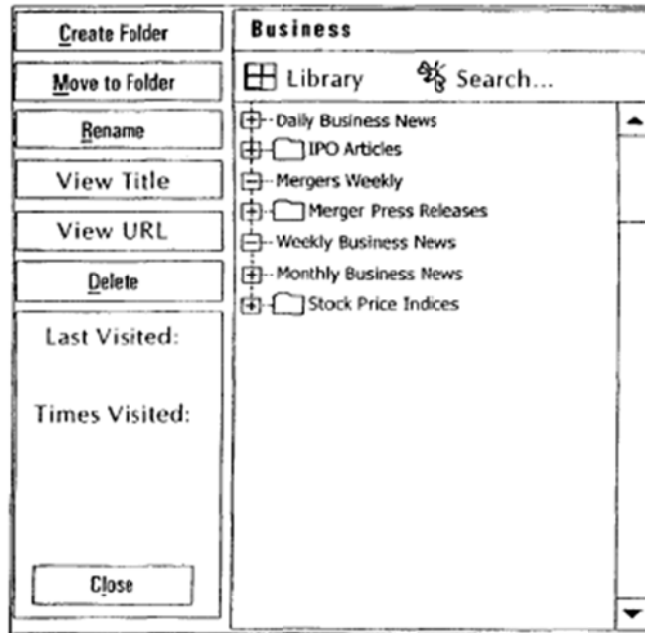 Create Folder
Move to Folder
Rename
View Title
View URL
Delete
Last Visited:
Times Visited:
Close
Business
Library Search...
Daily Business News
IPO Articles
Mergers Weekly
Merger Press Releases
Weekly Business News
Monthly Business News
Stock Price Indices